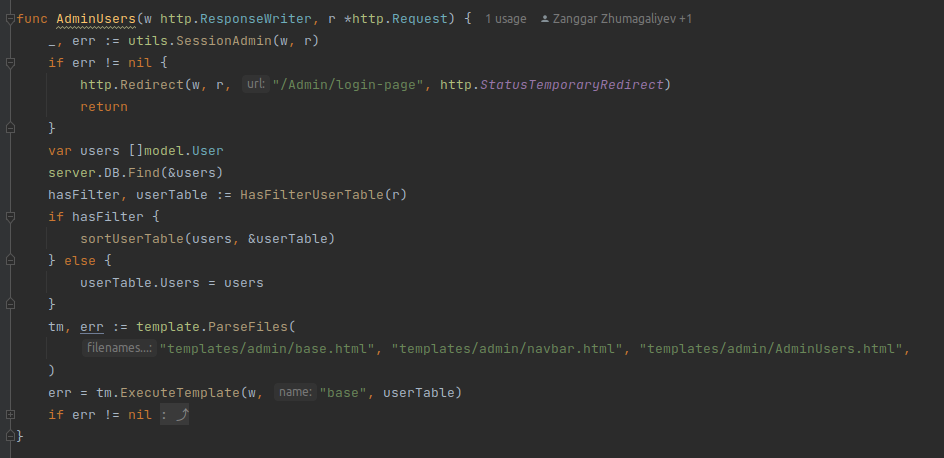 func AdminUsers(w http.ResponseWriter, r *http.Request) { 1 usage Zanggar Zhumagaliyev +1
_, err := utils.SessionAdmin(w, r)
if err != nil {
http.Redirect(w, r, url: "/Admin/login-page", http.StatusTemporaryRedirect)
return
}
var users []model.User
server.DB.Find(&users)
hasFilter, userTable := HasFilterUserTable(r)
if hasFilter {
sortUserTable(users, &userTable)
} else {
userTable.Users = users
}
tm, err := template.ParseFiles(
filenames...: "templates/admin/base.html", "templates/admin/navbar.html", "templates/admin/AdminUsers.html",
)
err = tm.ExecuteTemplate(w, name: "base", userTable)
if err != nil :
}